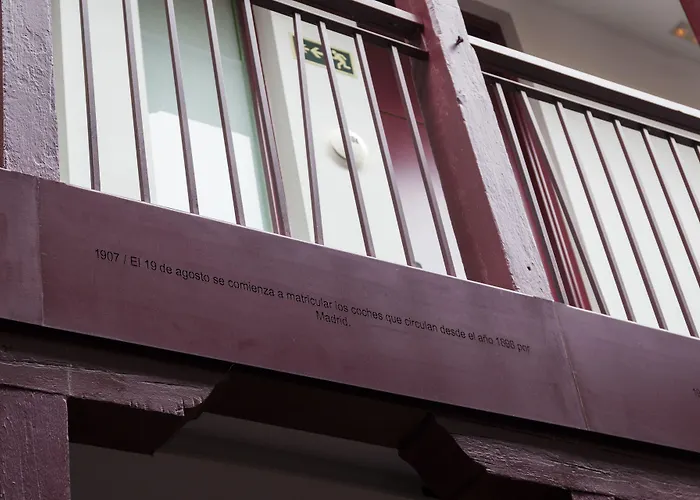 1907 / El 19 de agosto se comienza a matricular los coches que circulan desde el año 1898 por
Madrid.